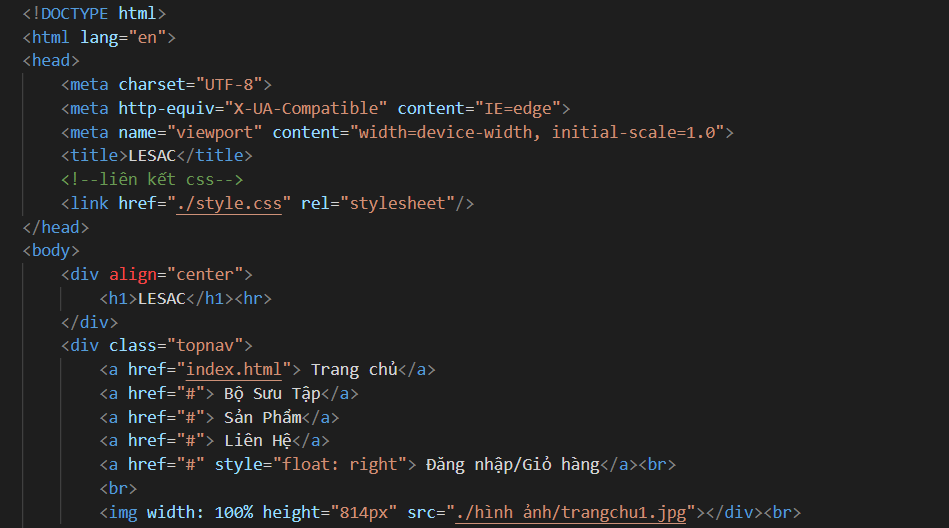 <!DOCTYPE html>
<html lang="en">
<head>
    <meta charset="UTF-8">
    <meta http-equiv="X-UA-Compatible" content="IE=edge">
    <meta name="viewport" content="width=device-width, initial-scale=1.0">
    <title>LESAC</title>
    <!--liên kết css-->
    <link href="./style.css" rel="stylesheet"/>
</head>
<body>
    <div align="center">
        <h1>LESAC</h1><hr>
    </div>
    <div class="topnav">
        <a href="index.html"> Trang chủ</a>
        <a href="#"> Bộ Sưu Tập</a>
        <a href="#"> Sản Phẩm</a>
        <a href="#"> Liên Hệ</a>
        <a href="#" style="float: right"> Đăng nhập/Giỏ hàng</a><br>
        <br>
        <img width: 100% height="814px" src="./hình ảnh/trangchu1.jpg"></div><br>